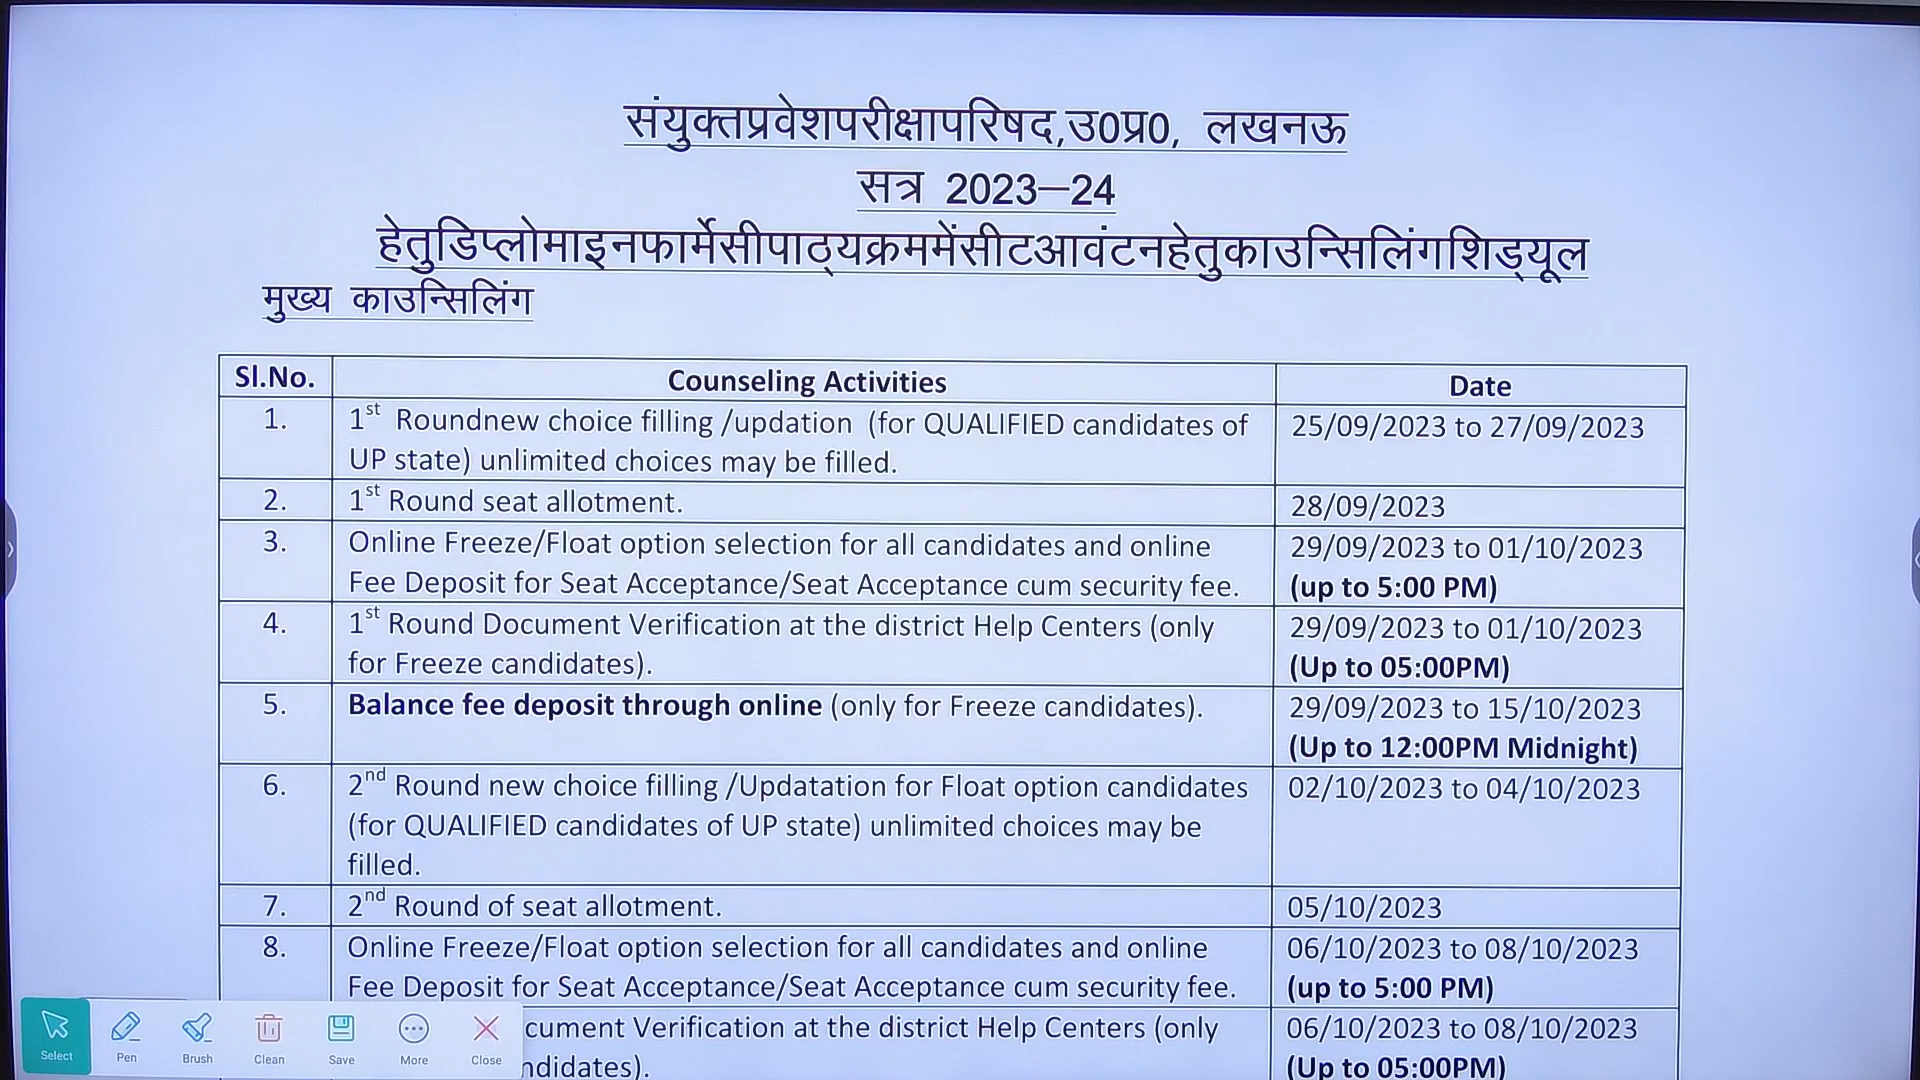 संयुक्तप्रवेशपरीक्षापरिषद,उ0प्र0, लखनऊ
सत्र 2023–24
हेतुडिप्लोमाइनफार्मेसीपाठ्यक्रममेंसीटआवंटनहेतुकाउन्सिलिंगशिड्यूल
मुख्य काउन्सिलिंग
Sl.No. Counseling Activities Date
1. 1st Roundnew choice filling /updation (for QUALIFIED candidates of 25/09/2023 to 27/09/2023
UP state) unlimited choices may be filled.
2. 1st Round seat allotment. 28/09/2023
3. Online Freeze/Float option selection for all candidates and online 29/09/2023 to 01/10/2023
Fee Deposit for Seat Acceptance/Seat Acceptance cum security fee. (up to 5:00 PM)
4. 1st Round Document Verification at the district Help Centers (only 29/09/2023 to 01/10/2023
for Freeze candidates). (Up to 05:00PM)
5. Balance fee deposit through online (only for Freeze candidates). 29/09/2023 to 15/10/2023
(Up to 12:00PM Midnight)
6. 2nd Round new choice filling /Updatation for Float option candidates 02/10/2023 to 04/10/2023
(for QUALIFIED candidates of UP state) unlimited choices may be
filled.
7. 2nd Round of seat allotment. 05/10/2023
8. Online Freeze/Float option selection for all candidates and online 06/10/2023 to 08/10/2023
Fee Deposit for Seat Acceptance/Seat Acceptance cum security fee. (up to 5:00 PM)
cument Verification at the district Help Centers (only 06/10/2023 to 08/10/2023
ndidates). (Up to 05:00PM)
Select Pen Brush Clean Save More Close